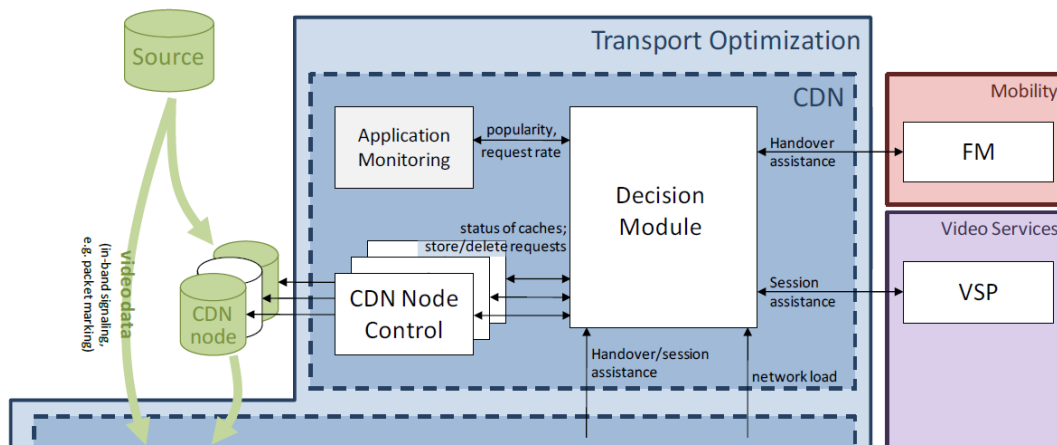 Source
Transport Optimization
CDN
Mobility
Application
Monitoring
popularity,
request rate
Handover
assistance
FM
Decision
Module
Video Services
status of caches;
store/delete requests
video data
(in-band signaling,
e.g. packet marking)
CDN
node
CDN Node
Control
Session
assistance
VSP
Handover/session
assistance
network load